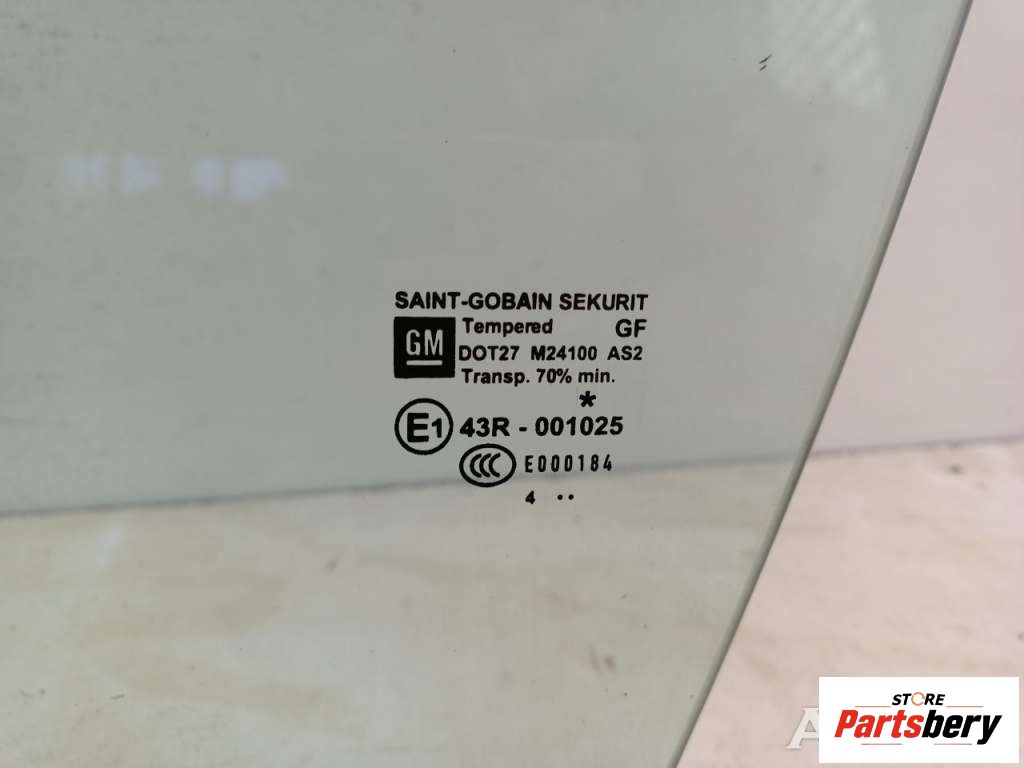 SAINT-GOBAIN SEKURIT
GM Tempered GF
DOT27 M24100 AS2
Transp. 70% min.
*
E1 43R - 001025
CCC E000184
4 ..
STORE
Partsbery